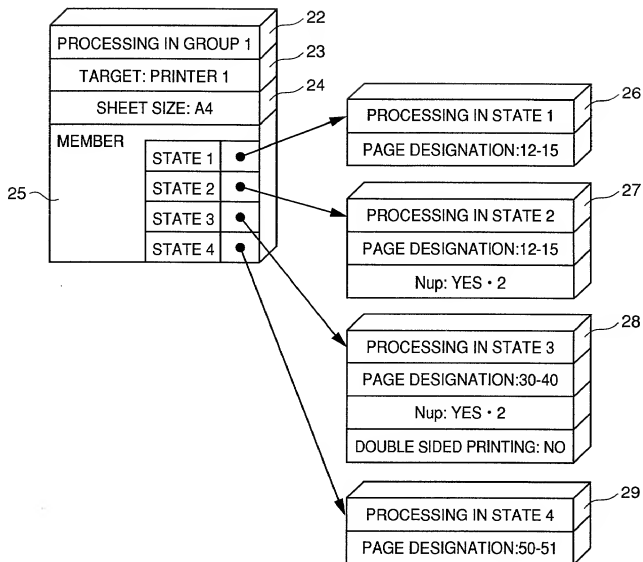 22
PROCESSING IN GROUP 1
23
TARGET: PRINTER 1
24
SHEET SIZE: A4
MEMBER
25
STATE 1
STATE 2
STATE 3
STATE 4
26
PROCESSING IN STATE 1
PAGE DESIGNATION:12-15
27
PROCESSING IN STATE 2
PAGE DESIGNATION:12-15
Nup: YES・2
28
PROCESSING IN STATE 3
PAGE DESIGNATION:30-40
Nup: YES・2
DOUBLE SIDED PRINTING: NO
29
PROCESSING IN STATE 4
PAGE DESIGNATION:50-51